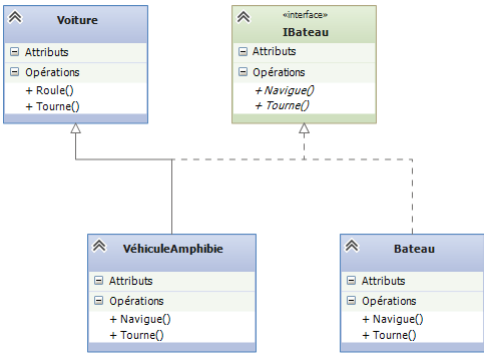 Voiture
Attributs
Opérations
+ Roule()
+ Tourne()
«interface»
IBateau
Attributs
Opérations
+ Navigue()
+ Tourne()
VéhiculeAmphibie
Attributs
Opérations
+ Navigue()
+ Tourne()
Bateau
Attributs
Opérations
+ Navigue()
+ Tourne()